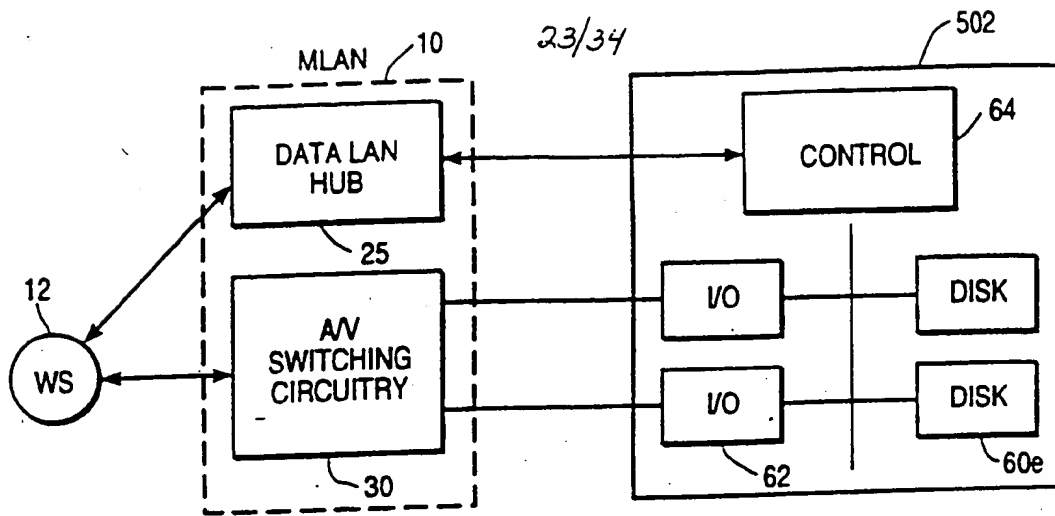 23/34
MLAN
10
502
DATA LAN
HUB
25
CONTROL
64
12
WS
A/V
SWITCHING
CIRCUITRY
30
I/O
DISK
I/O
62
DISK
60e